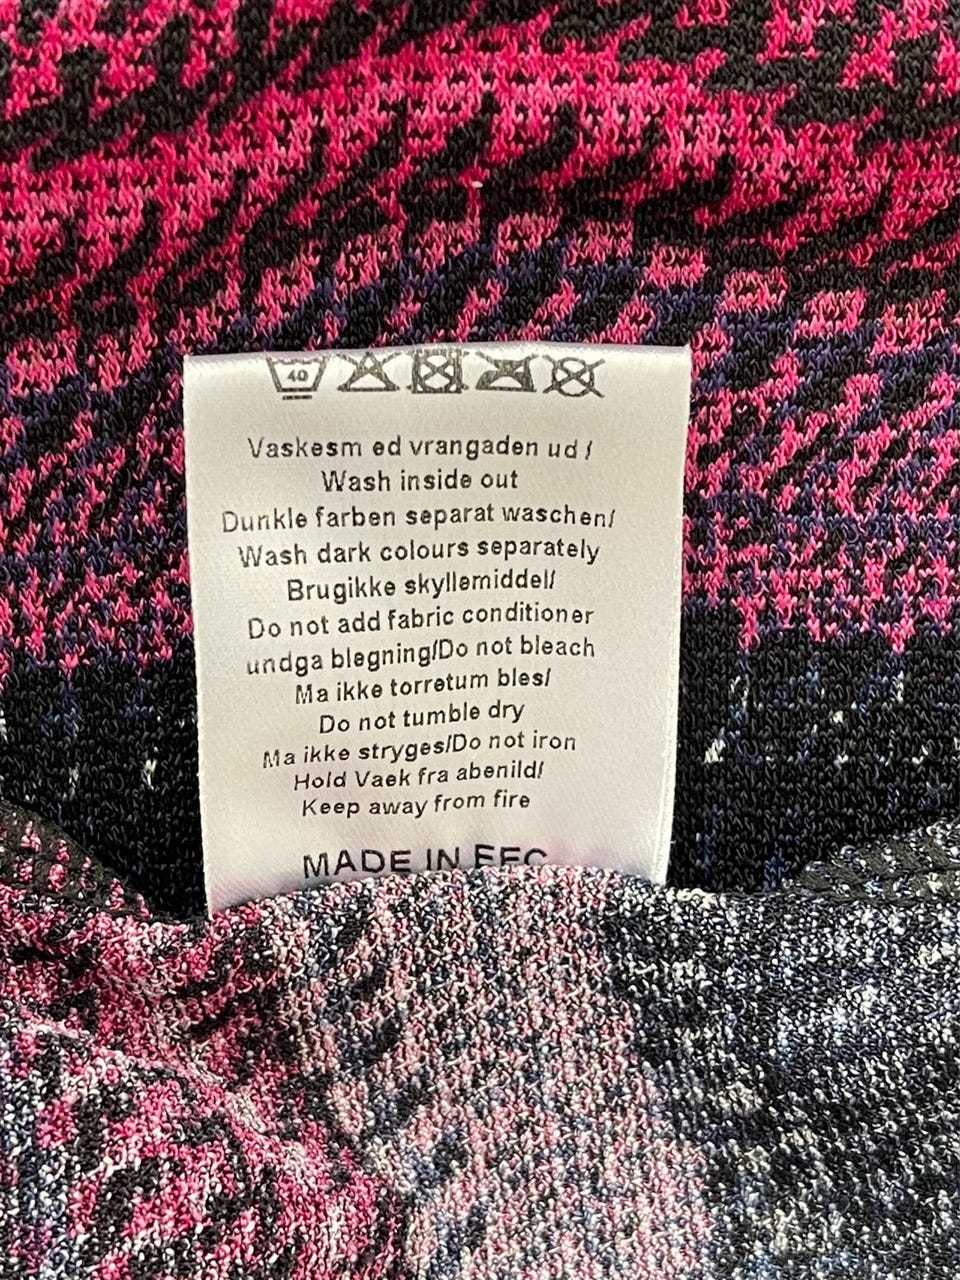 40
Vaskesm ed vrangaden ud /
Wash inside out
Dunkle farben separat waschen/
Wash dark colours separately
Brugikke skyllemiddel/
Do not add fabric conditioner
undga blegning/Do not bleach
Ma ikke torretum bles/
Do not tumble dry
Ma ikke stryges/Do not iron
Hold Vaek fra abenild/
Keep away from fire
MADE IN EEC